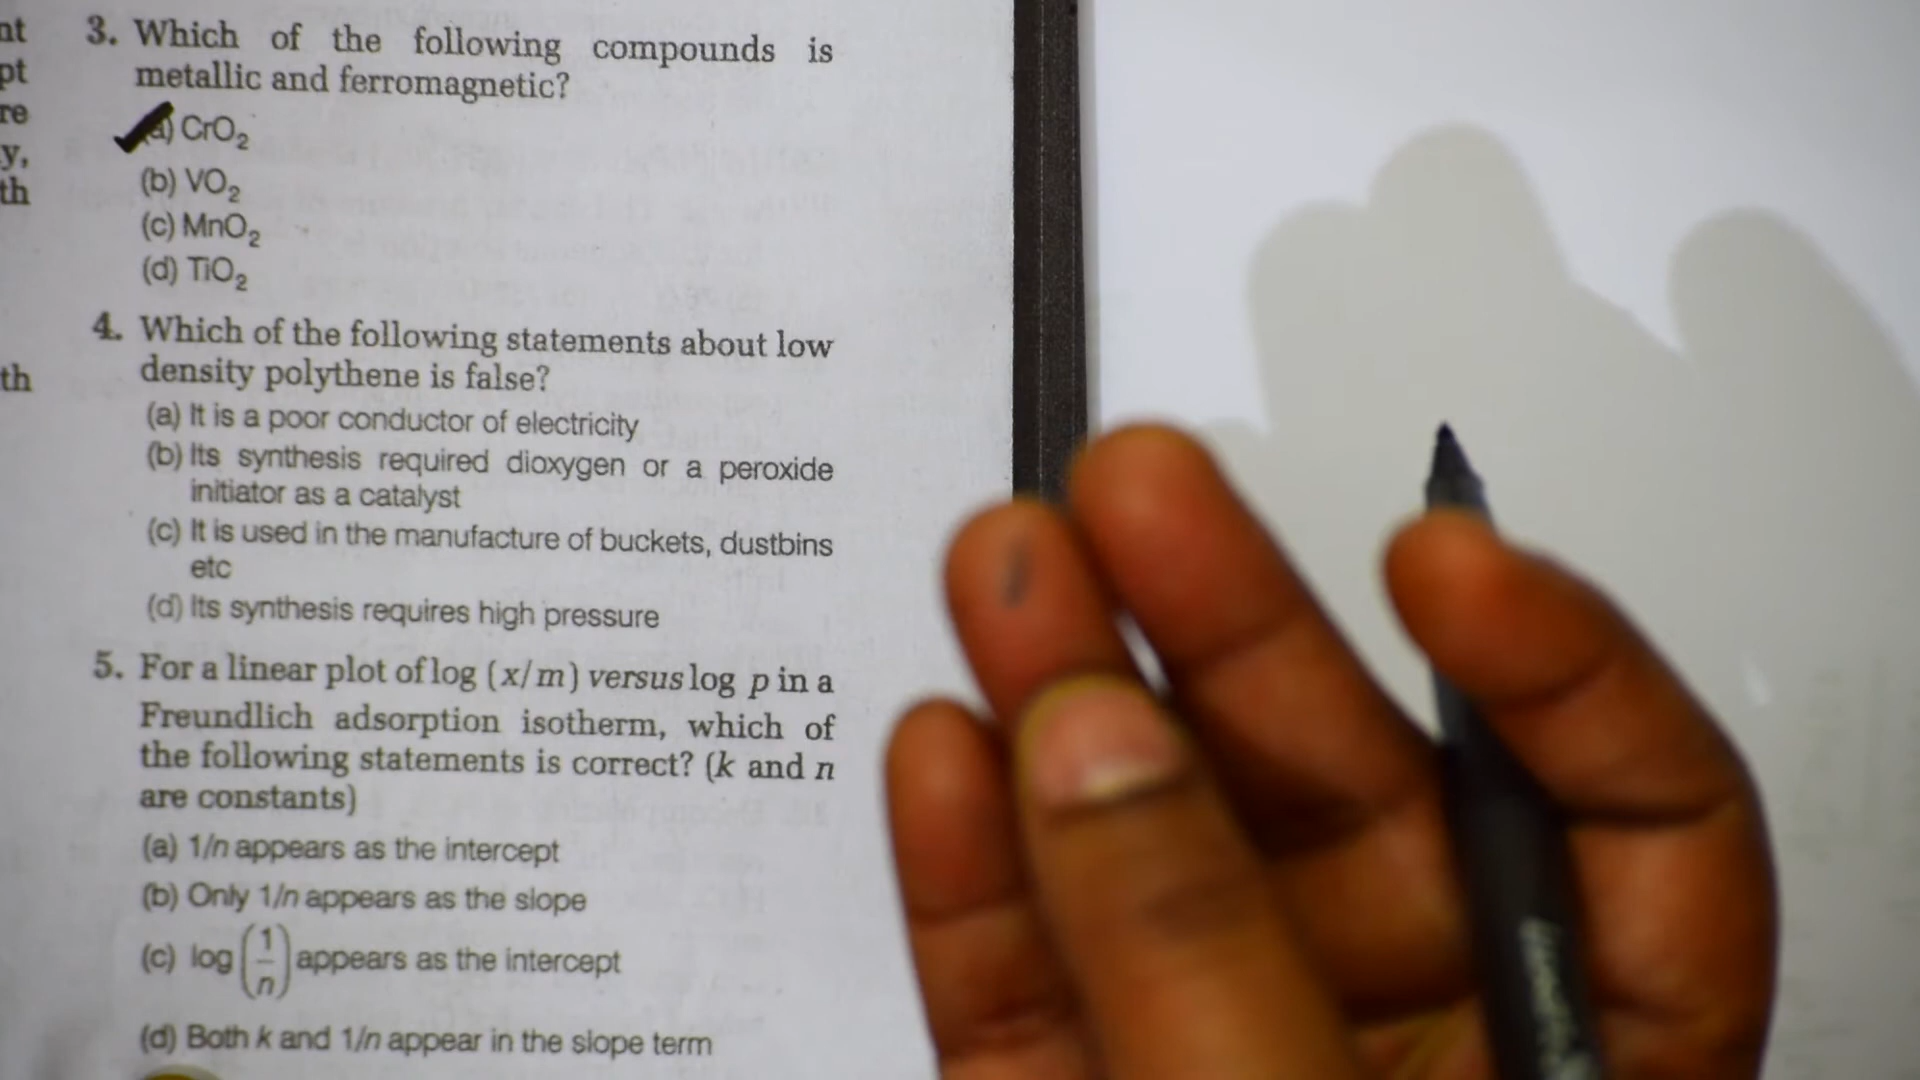 nt
pt
re
y,
th
th
3. Which of the following compounds is
metallic and ferromagnetic?
(a) CrO₂
(b) VO₂
(c) MnO₂
(d) TiO₂
4. Which of the following statements about low
density polythene is false?
(a) It is a poor conductor of electricity
(b) Its synthesis required dioxygen or a peroxide
initiator as a catalyst
(c) It is used in the manufacture of buckets, dustbins
etc
(d) Its synthesis requires high pressure
5. For a linear plot of log (x/m) versus log p in a
Freundlich adsorption isotherm, which of
the following statements is correct? (k and n
are constants)
(a) 1/n appears as the intercept
(b) Only 1/n appears as the slope
(c) log (1/n) appears as the intercept
(d) Both k and 1/n appear in the slope term